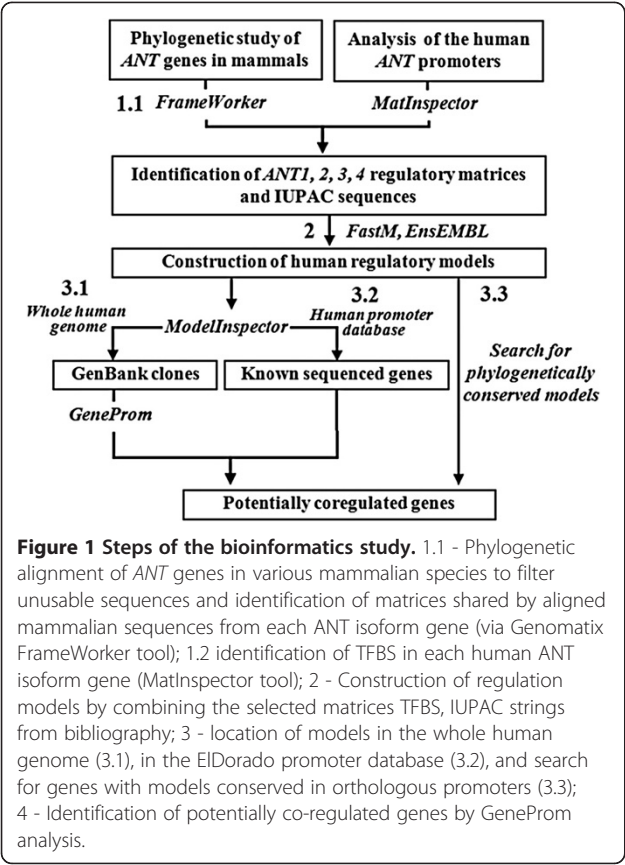 Phylogenetic study of
ANT genes in mammals
Analysis of the human
ANT promoters
1.1 FrameWorker
MatInspector
Identification of ANT1, 2, 3, 4 regulatory matrices
and IUPAC sequences
2 FastM, EnsEMBL
Construction of human regulatory models
3.1
Whole human
genome
3.2
Human promoter
database
3.3
ModelInspector
Search for
phylogenetically
conserved models
GenBank clones
Known sequenced genes
GeneProm
Potentially coregulated genes
Figure 1 Steps of the bioinformatics study. 1.1 - Phylogenetic
alignment of ANT genes in various mammalian species to filter
unusable sequences and identification of matrices shared by aligned
mammalian sequences from each ANT isoform gene (via Genomatix
FrameWorker tool); 1.2 identification of TFBS in each human ANT
isoform gene (MatInspector tool); 2 - Construction of regulation
models by combining the selected matrices TFBS, IUPAC strings
from bibliography; 3 - location of models in the whole human
genome (3.1), in the ElDorado promoter database (3.2), and search
for genes with models conserved in orthologous promoters (3.3);
4 - Identification of potentially co-regulated genes by GeneProm
analysis.